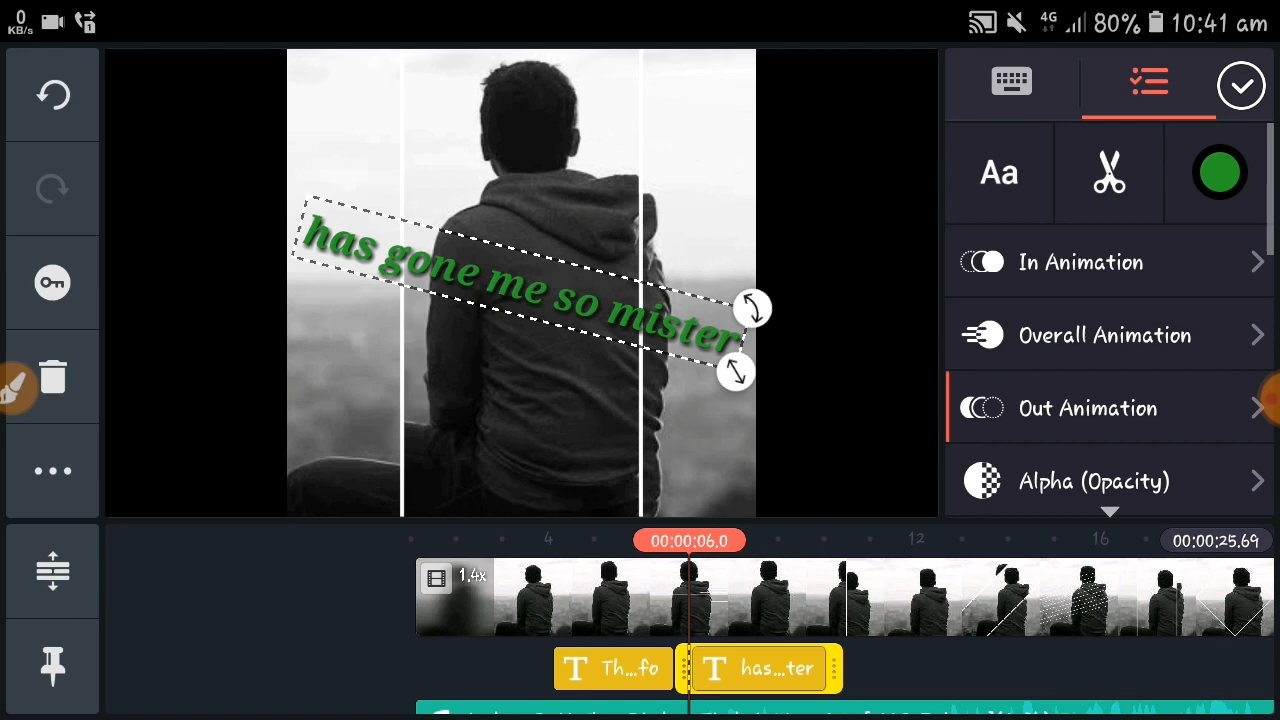 0
KB/s
1
4G
80%
10:41 am
has gone me so mister
Aa
In Animation
Overall Animation
Out Animation
Alpha (Opacity)
4
00:00:06.0
12
16
00:00:25.69
1.4x
T Th...fo
T has...ter